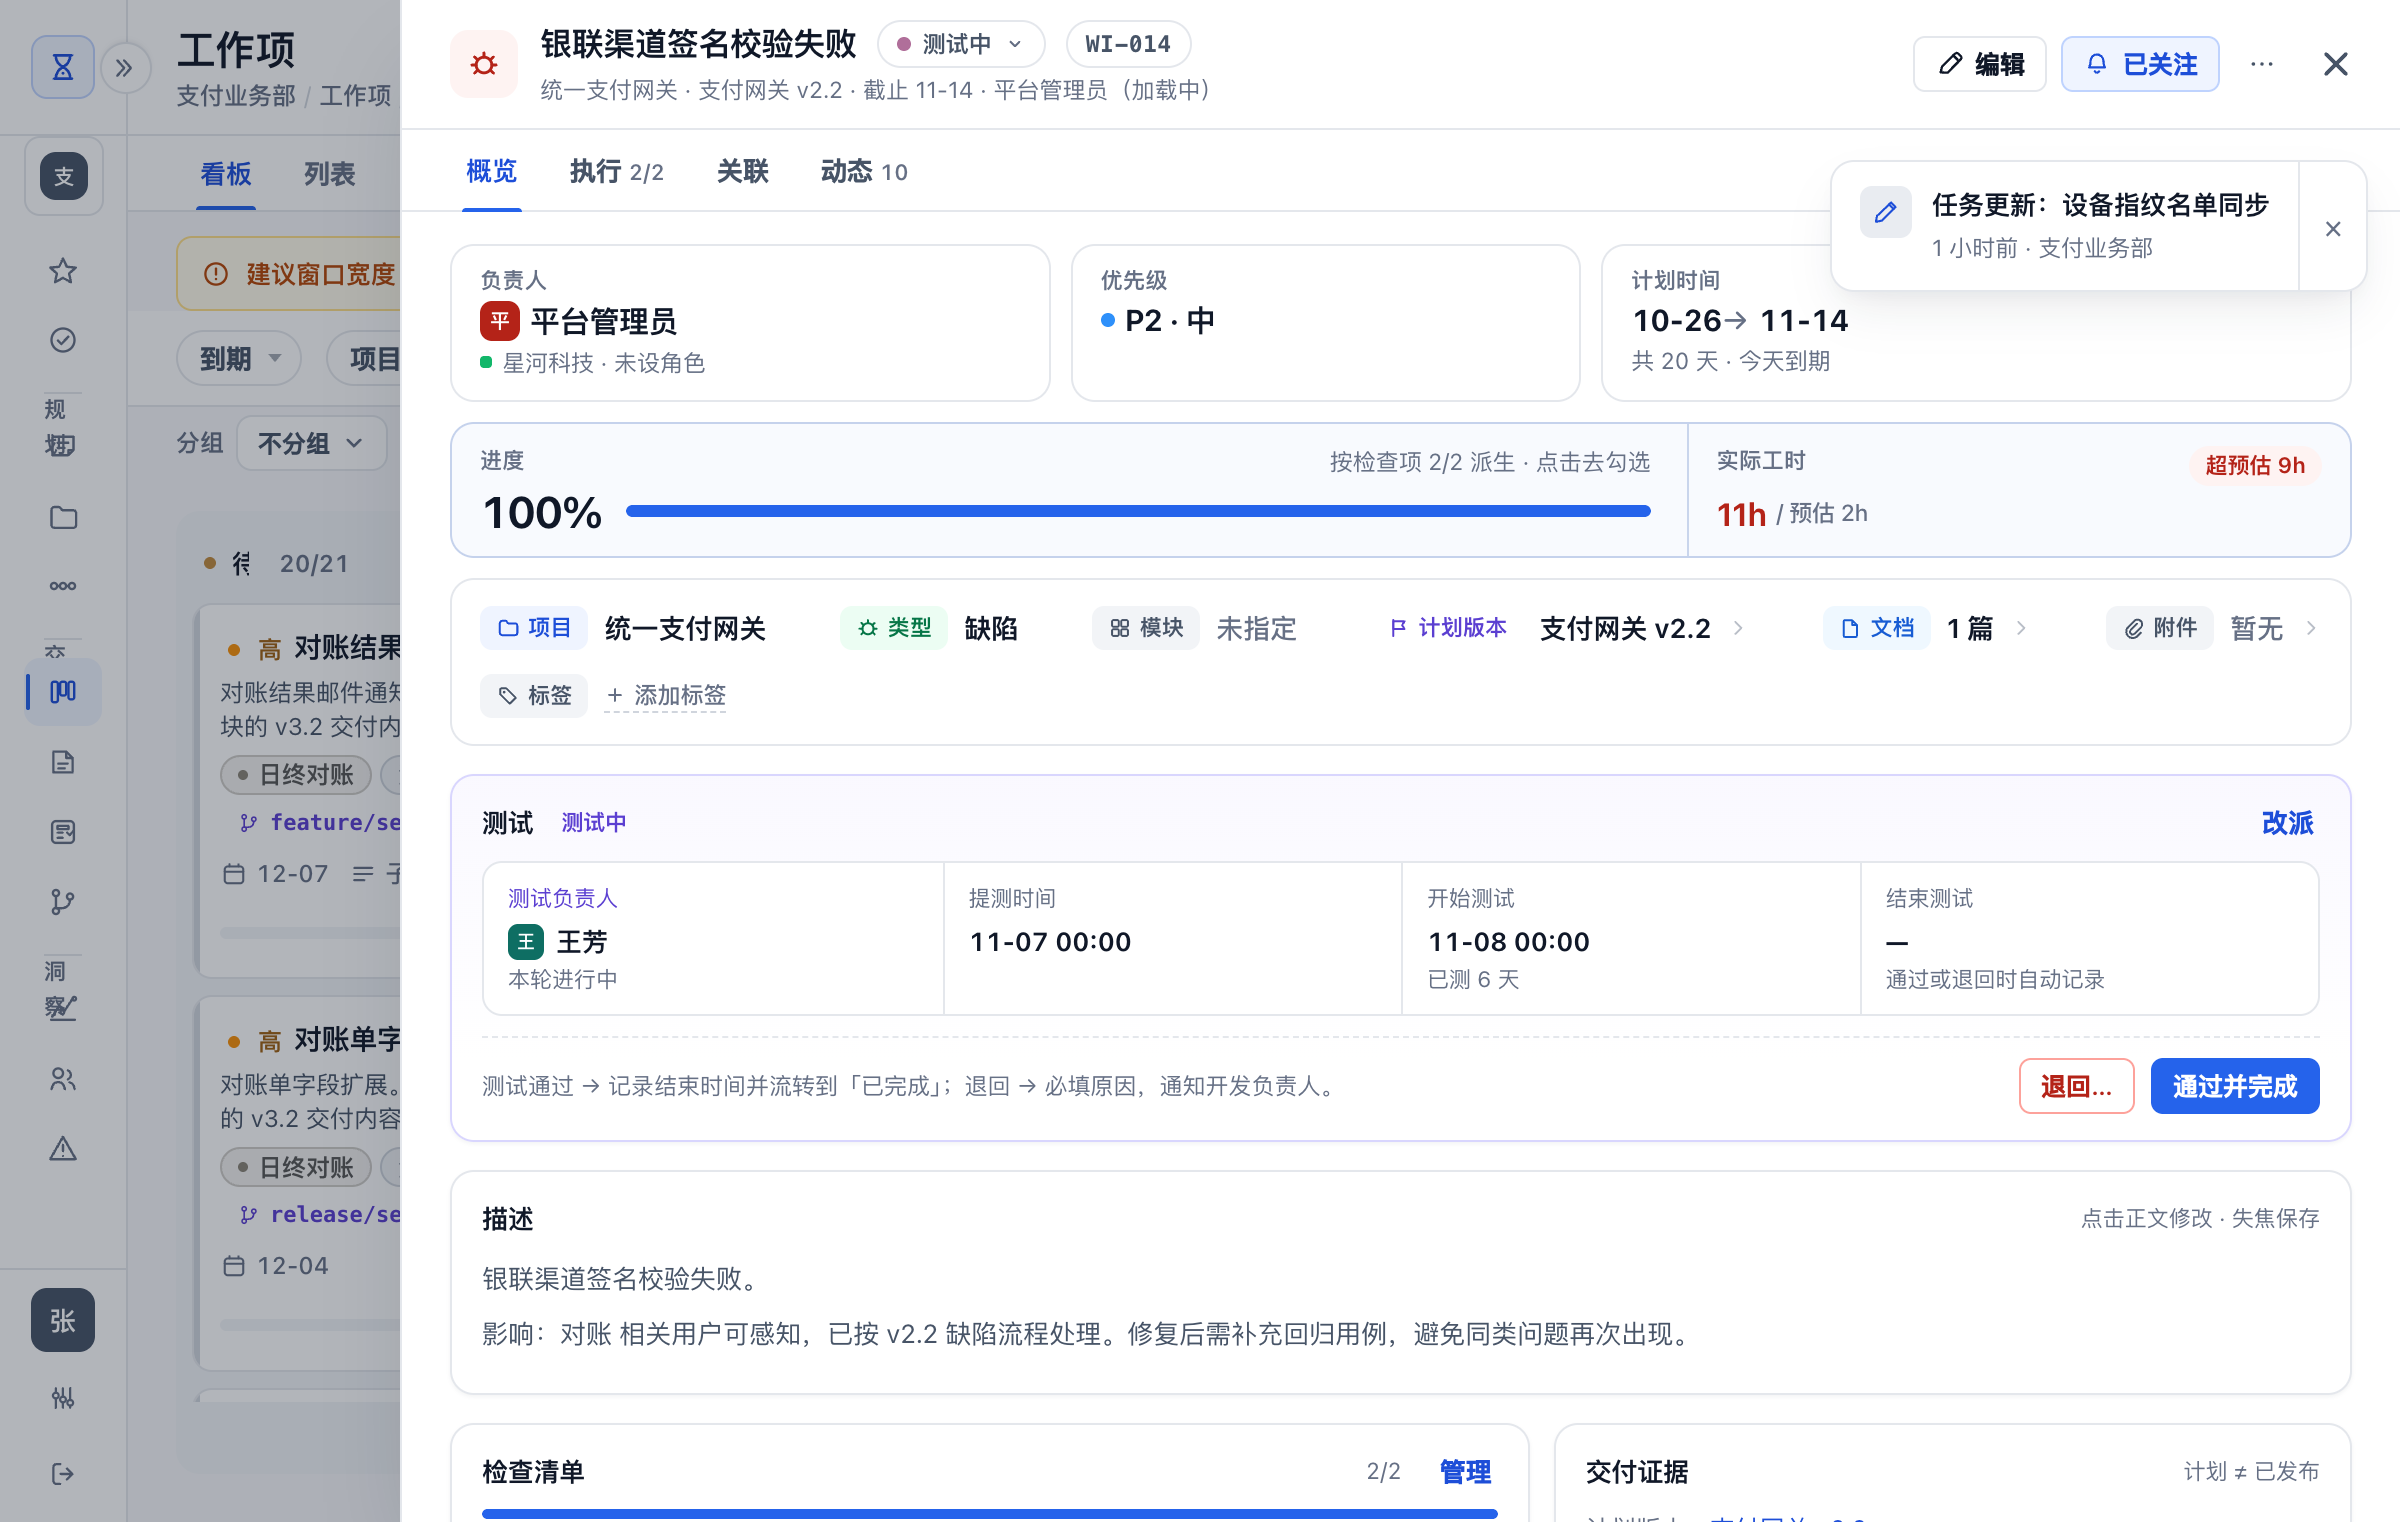 工作项
支付业务部 / 工作项
支
规
划
交
洞
察
张
看板 列表
建议窗口宽度
到期 项目
分组 不分组
20/21
高 对账结果
对账结果邮件通知
块的 v3.2 交付内
日终对账
feature/se
12-07
高 对账单字
对账单字段扩展。
的 v3.2 交付内容
日终对账
release/se
12-04
银联渠道签名校验失败 测试中 WI-014
统一支付网关 · 支付网关 v2.2 · 截止 11-14 · 平台管理员（加载中）
编辑 已关注 ···
概览 执行 2/2 关联 动态 10
任务更新：设备指纹名单同步
1 小时前 · 支付业务部
负责人
平 平台管理员
星河科技 · 未设角色
优先级
P2 · 中
计划时间
10-26→ 11-14
共 20 天 · 今天到期
进度 按检查项 2/2 派生 · 点击去勾选
100%
实际工时 超预估 9h
11h / 预估 2h
项目 统一支付网关 类型 缺陷 模块 未指定 计划版本 支付网关 v2.2 文档 1 篇 附件 暂无
标签 + 添加标签
测试 测试中 改派
测试负责人
王 王芳
本轮进行中
提测时间
11-07 00:00
开始测试
11-08 00:00
已测 6 天
结束测试
—
通过或退回时自动记录
测试通过 → 记录结束时间并流转到「已完成」；退回 → 必填原因，通知开发负责人。
退回... 通过并完成
描述 点击正文修改 · 失焦保存
银联渠道签名校验失败。
影响：对账 相关用户可感知，已按 v2.2 缺陷流程处理。修复后需补充回归用例，避免同类问题再次出现。
检查清单 2/2 管理
交付证据 计划 ≠ 已发布